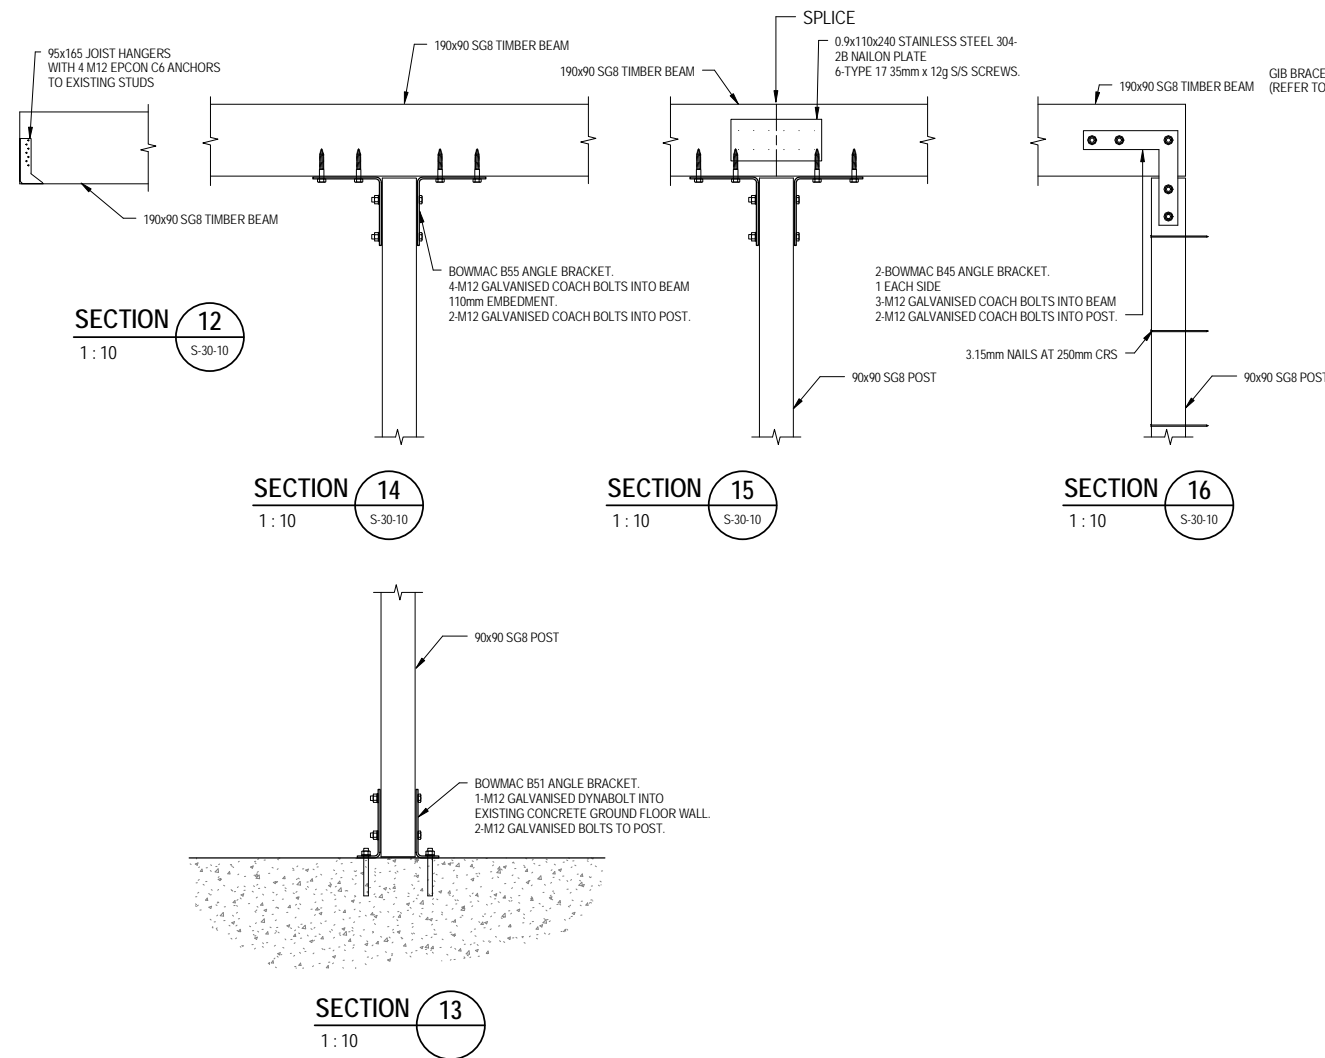 95x165 JOIST HANGERS
WITH 4 M12 EPCON C6 ANCHORS
TO EXISTING STUDS
190x90 SG8 TIMBER BEAM
SECTION 12
1 : 10
S-30-10
190x90 SG8 TIMBER BEAM
BOWMAC B55 ANGLE BRACKET.
4-M12 GALVANISED COACH BOLTS INTO BEAM
110mm EMBEDMENT.
2-M12 GALVANISED COACH BOLTS INTO POST.
SECTION 14
1 : 10
S-30-10
SPLICE
0.9x110x240 STAINLESS STEEL 304-
2B NAILON PLATE
6-TYPE 17 35mm x 12g S/S SCREWS.
190x90 SG8 TIMBER BEAM
90x90 SG8 POST
SECTION 15
1 : 10
S-30-10
190x90 SG8 TIMBER BEAM
GIB BRACE
(REFER TO
2-BOWMAC B45 ANGLE BRACKET.
1 EACH SIDE
3-M12 GALVANISED COACH BOLTS INTO BEAM
2-M12 GALVANISED COACH BOLTS INTO POST.
3.15mm NAILS AT 250mm CRS
90x90 SG8 POST
SECTION 16
1 : 10
S-30-10
90x90 SG8 POST
BOWMAC B51 ANGLE BRACKET.
1-M12 GALVANISED DYNABOLT INTO
EXISTING CONCRETE GROUND FLOOR WALL.
2-M12 GALVANISED BOLTS TO POST.
SECTION 13
1 : 10